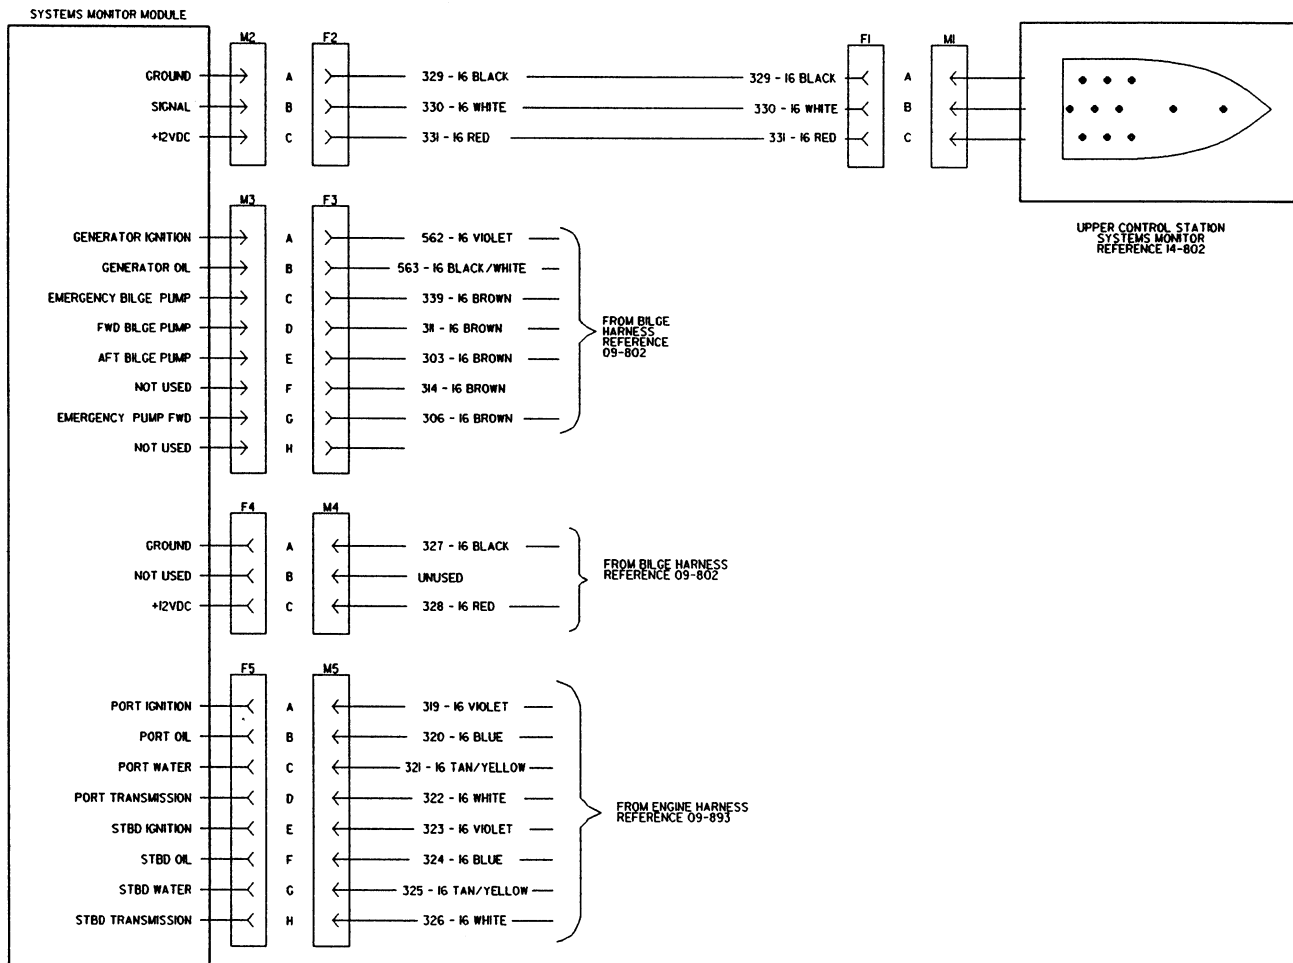 SYSTEMS MONITOR MODULE
M2 F2 F1 M1
GROUND A 329 - 16 BLACK 329 - 16 BLACK A
SIGNAL B 330 - 16 WHITE 330 - 16 WHITE B
+12VDC C 331 - 16 RED 331 - 16 RED C
UPPER CONTROL STATION
SYSTEMS MONITOR
REFERENCE 14-802
M3 F3
GENERATOR IGNITION A 562 - 16 VIOLET
GENERATOR OIL B 563 - 16 BLACK/WHITE
EMERGENCY BILGE PUMP C 339 - 16 BROWN
FWD BILGE PUMP D 311 - 16 BROWN
AFT BILGE PUMP E 303 - 16 BROWN
NOT USED F 314 - 16 BROWN
EMERGENCY PUMP FWD G 306 - 16 BROWN
NOT USED H
FROM BILGE
HARNESS
REFERENCE
09-802
F4 M4
GROUND A 327 - 16 BLACK
NOT USED B UNUSED
+12VDC C 328 - 16 RED
FROM BILGE HARNESS
REFERENCE 09-802
F5 M5
PORT IGNITION A 319 - 16 VIOLET
PORT OIL B 320 - 16 BLUE
PORT WATER C 321 - 16 TAN/YELLOW
PORT TRANSMISSION D 322 - 16 WHITE
STBD IGNITION E 323 - 16 VIOLET
STBD OIL F 324 - 16 BLUE
STBD WATER G 325 - 16 TAN/YELLOW
STBD TRANSMISSION H 326 - 16 WHITE
FROM ENGINE HARNESS
REFERENCE 09-893